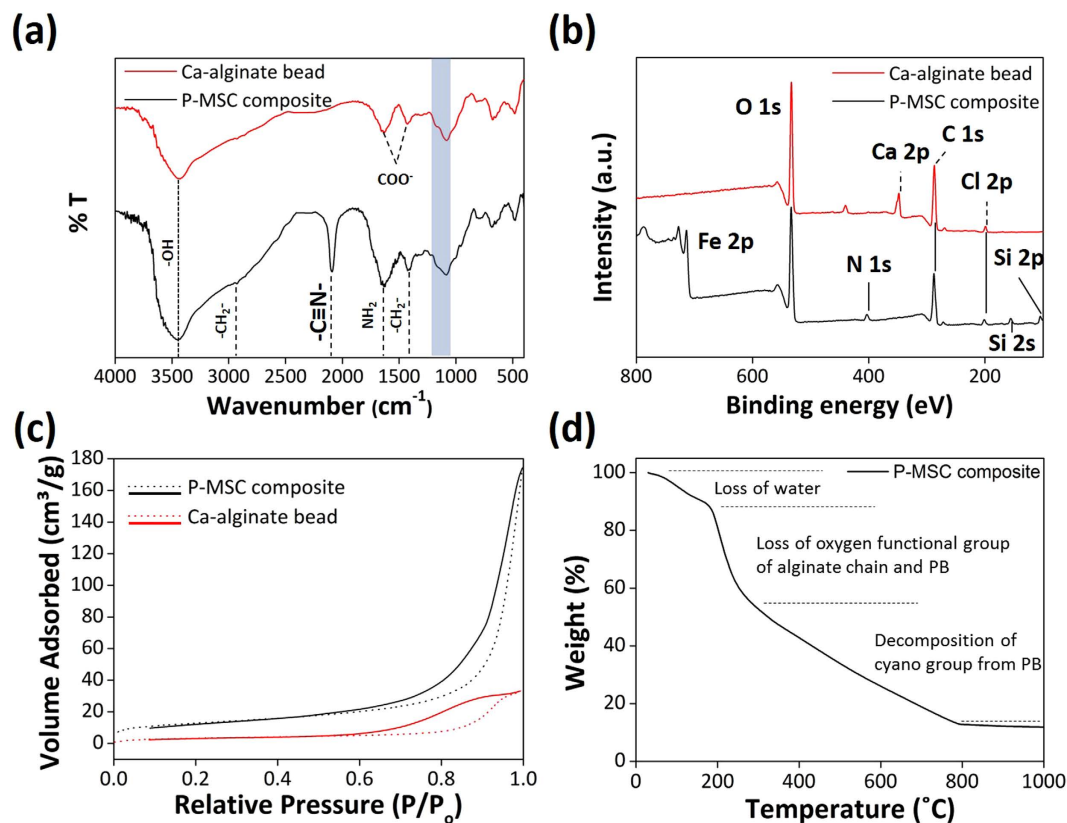 (a)
Ca-alginate bead
P-MSC composite
% T
-OH
-CH₂-
-C≡N-
NH₂
-CH₂-
COO⁻
4000 3500 3000 2500 2000 1500 1000 500
Wavenumber (cm⁻¹)
(b)
Ca-alginate bead
P-MSC composite
Intensity (a.u.)
O 1s
Ca 2p
C 1s
Cl 2p
Fe 2p
N 1s
Si 2p
Si 2s
800 600 400 200
Binding energy (eV)
(c)
P-MSC composite
Ca-alginate bead
Volume Adsorbed (cm³/g)
180
160
140
120
100
80
60
40
20
0
0.0 0.2 0.4 0.6 0.8 1.0
Relative Pressure (P/Pₒ)
(d)
P-MSC composite
Loss of water
Loss of oxygen functional group
of alginate chain and PB
Decomposition of
cyano group from PB
Weight (%)
100
80
60
40
20
0
0 200 400 600 800 1000
Temperature (˚C)